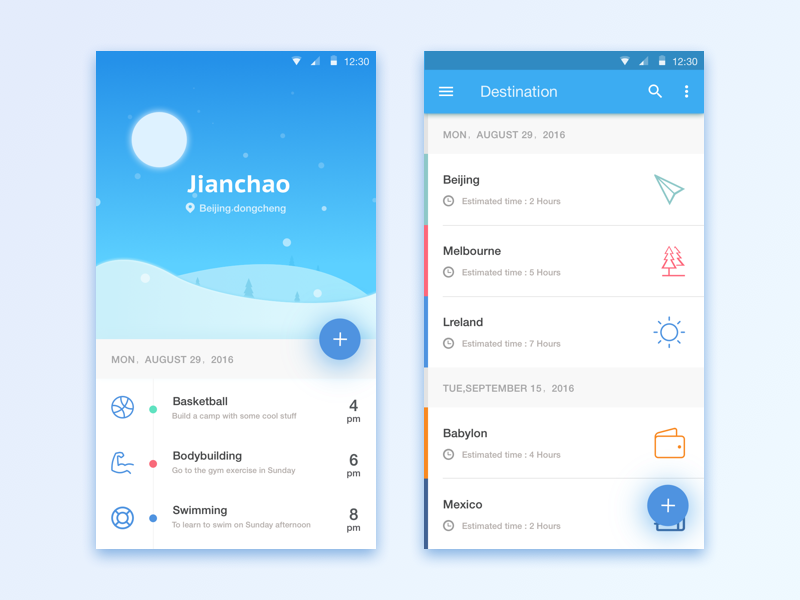 12:30
Jianchao
Beijing·dongcheng
MON. AUGUST 29. 2016
Basketball
Build a camp with some cool stuff
4
pm
Bodybuilding
Go to the gym exercise in Sunday
6
pm
Swimming
To learn to swim on Sunday afternoon
8
pm
12:30
Destination
MON. AUGUST 29. 2016
Beijing
Estimated time : 2 Hours
Melbourne
Estimated time : 5 Hours
Lreland
Estimated time : 7 Hours
TUE,SEPTEMBER 15. 2016
Babylon
Estimated time : 4 Hours
Mexico
Estimated time : 2 Hours